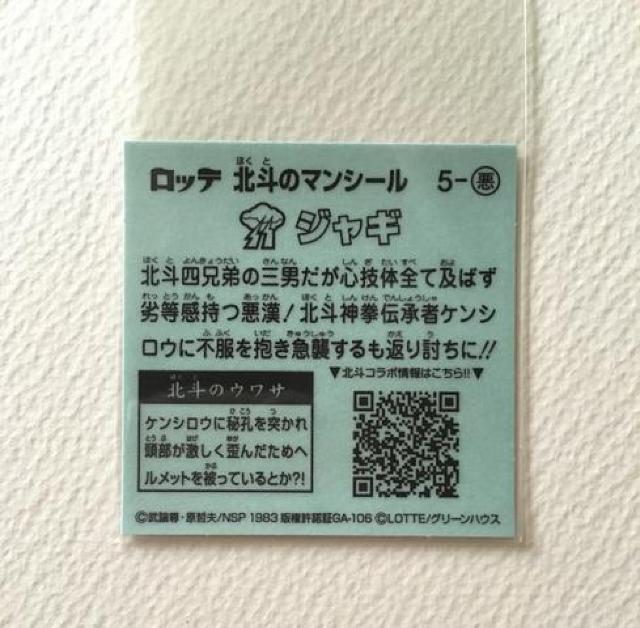 ロッテ 北斗のマンシール 5-悪
ジャギ
北斗四兄弟の三男だが心技体全て及ばず
劣等感持つ悪漢!北斗神拳伝承者ケンシ
ロウに不服を抱き急襲するも返り討ちに!!
▼北斗コラボ情報はこちら!!▼
北斗のウワサ
ケンシロウに秘孔を突かれ
頭部が激しく歪んだためヘ
ルメットを被っているとか?!
©武論尊・原哲夫/NSP 1983 版権許諾証GA-106 ©LOTTE/グリーンハウス